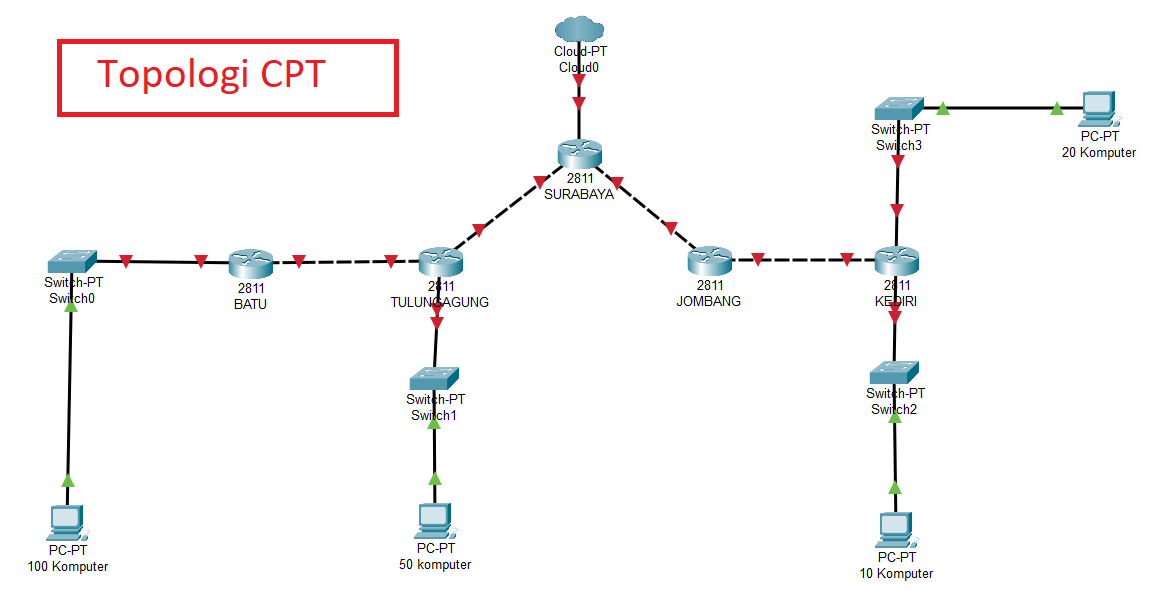 Topologi CPT
Cloud-PT
Cloud0
2811
SURABAYA
Switch-PT
Switch3
PC-PT
20 Komputer
Switch-PT
Switch0
2811
BATU
2811
TULUNGAGUNG
2811
JOMBANG
2811
KEDIRI
Switch-PT
Switch1
Switch-PT
Switch2
PC-PT
100 Komputer
PC-PT
50 komputer
PC-PT
10 Komputer